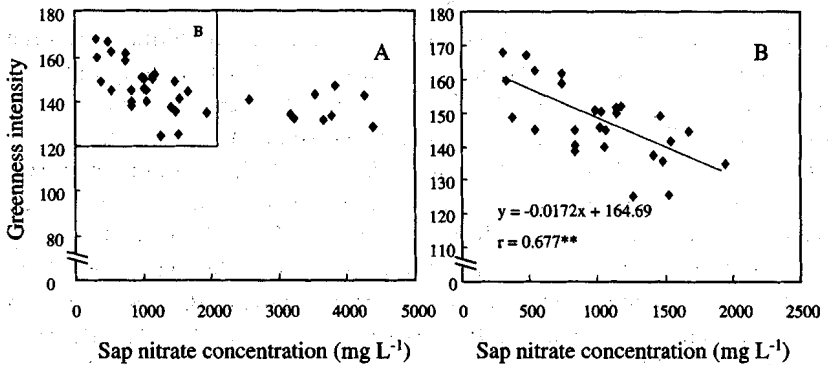 Greenness intensity
180
160
140
120
100
80
0
B
A
0 1000 2000 3000 4000 5000
Sap nitrate concentration (mg L-1)
180
170
160
150
140
130
120
110
100
0
B
y = -0.0172x + 164.69
r = 0.677**
0 500 1000 1500 2000 2500
Sap nitrate concentration (mg L-1)